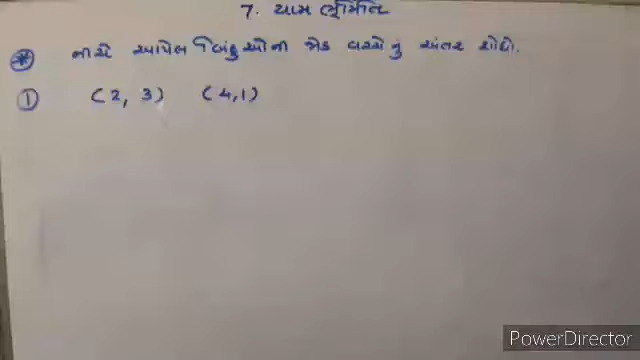 7. યામ ભૂમિતિ
* નીચે આપેલ બિંદુઓની જોડ વચ્ચેનું અંતર શોધો.
① (2, 3) (4,1)
PowerDirector